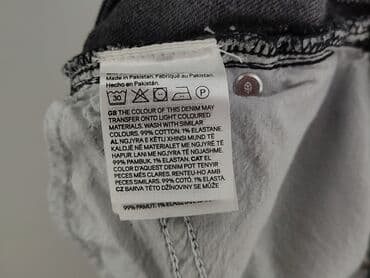 Made in Pakistan. Fabriqué au Pakistan.
Hecho en Pakistán.
30 P
GB THE COLOUR OF THIS DENIM MAY
TRANSFER ONTO LIGHT COLOURED
MATERIALS. WASH WITH SIMILAR
COLOURS. 99% COTTON. 1% ELASTANE.
AL NGJYRA E KËTIJ XHINSI MUND TË
KALOJË NË MATERIALET ME NGJYRË TË
HAPUR. LANI ME NGJYRA TË NGJASHME.
99% PAMBUK. 1% ELASTAN. CAT EL
COLOR D'AQUEST DENIM POT TACAR
PECES MÉS CLARES. RENTEU-HO AMB
PECES SIMILARS. 99% COTÓ. 1% ELASTÀ.
CZ BARVA TÉTO DŽÍNOVINY SE MŮŽE